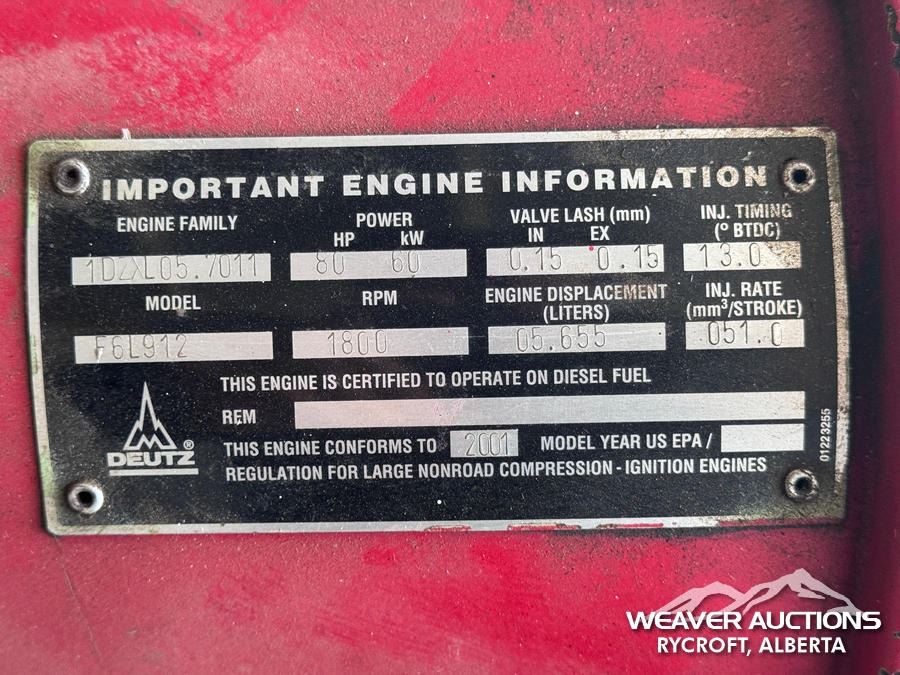 IMPORTANT ENGINE INFORMATION
ENGINE FAMILY POWER VALVE LASH (mm) INJ. TIMING
HP kW IN EX (º BTDC)
1DZXL05.7011 80 60 0.15 0.15 13.0
MODEL RPM ENGINE DISPLACEMENT INJ. RATE
(LITERS) (mm³/STROKE)
F6L912 1800 05.655 051.0
THIS ENGINE IS CERTIFIED TO OPERATE ON DIESEL FUEL
REM
THIS ENGINE CONFORMS TO 2001 MODEL YEAR US EPA /
REGULATION FOR LARGE NONROAD COMPRESSION - IGNITION ENGINES
DEUTZ®
01223255
WEAVER AUCTIONS
RYCROFT, ALBERTA